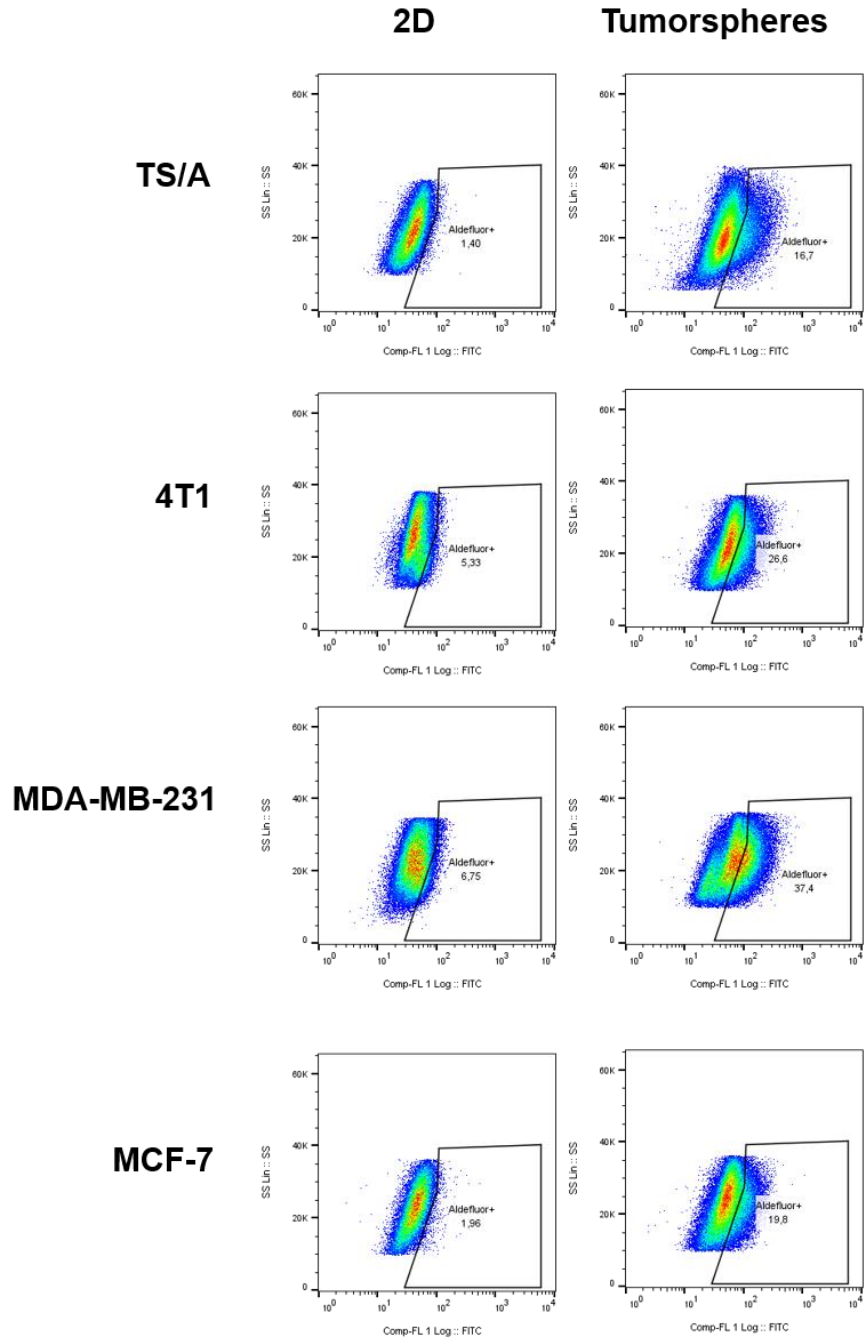 2D Tumorspheres
TS/A
60K
40K
20K
0
SS Lin :: SS
Aldefluor+
1,40
10^0 10^1 10^2 10^3 10^4
Comp-FL 1 Log :: FITC
60K
40K
20K
0
SS Lin :: SS
Aldefluor+
16,7
10^0 10^1 10^2 10^3 10^4
Comp-FL 1 Log :: FITC
4T1
60K
40K
20K
0
SS Lin :: SS
Aldefluor+
5,33
10^0 10^1 10^2 10^3 10^4
Comp-FL 1 Log :: FITC
60K
40K
20K
0
SS Lin :: SS
Aldefluor+
26,6
10^0 10^1 10^2 10^3 10^4
Comp-FL 1 Log :: FITC
MDA-MB-231
60K
40K
20K
0
SS Lin :: SS
Aldefluor+
6,75
10^0 10^1 10^2 10^3 10^4
Comp-FL 1 Log :: FITC
60K
40K
20K
0
SS Lin :: SS
Aldefluor+
37,4
10^0 10^1 10^2 10^3 10^4
Comp-FL 1 Log :: FITC
MCF-7
60K
40K
20K
0
SS Lin :: SS
Aldefluor+
1,96
10^0 10^1 10^2 10^3 10^4
Comp-FL 1 Log :: FITC
60K
40K
20K
0
SS Lin :: SS
Aldefluor+
19,8
10^0 10^1 10^2 10^3 10^4
Comp-FL 1 Log :: FITC